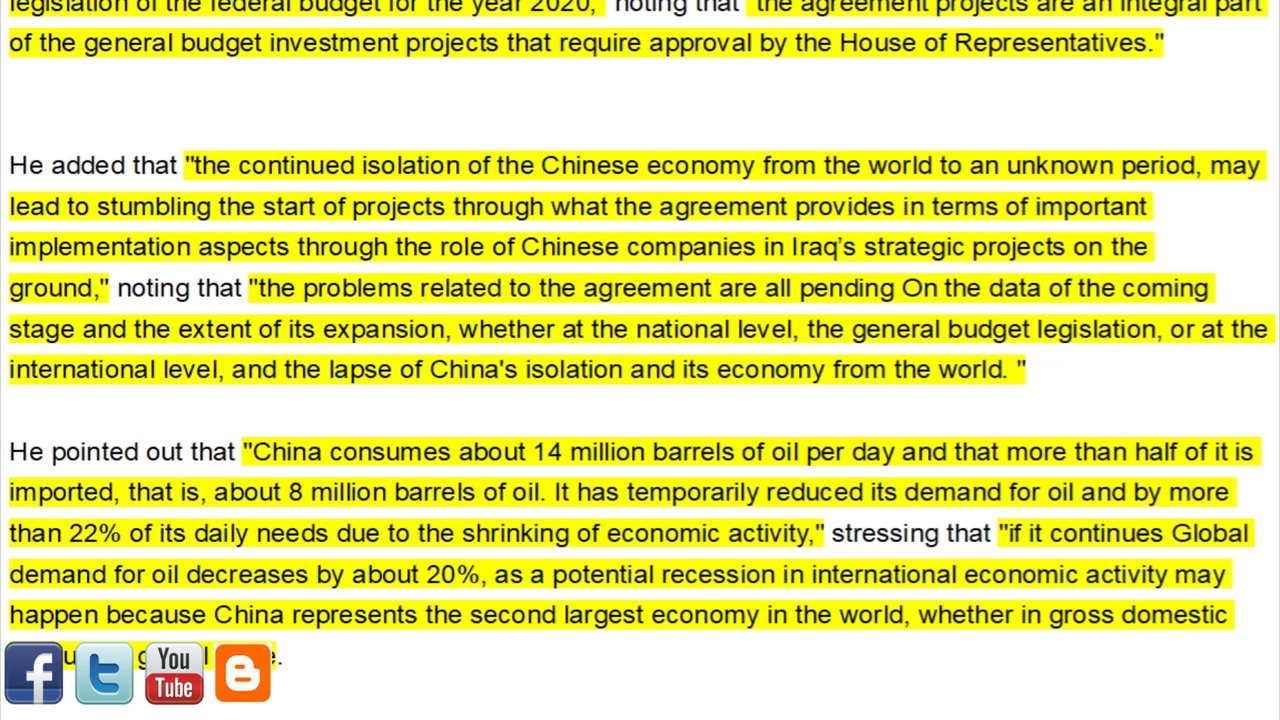 legislation of the federal budget for the year 2020," noting that "the agreement projects are an integral part
of the general budget investment projects that require approval by the House of Representatives."
He added that "the continued isolation of the Chinese economy from the world to an unknown period, may
lead to stumbling the start of projects through what the agreement provides in terms of important
implementation aspects through the role of Chinese companies in Iraq's strategic projects on the
ground," noting that "the problems related to the agreement are all pending On the data of the coming
stage and the extent of its expansion, whether at the national level, the general budget legislation, or at the
international level, and the lapse of China's isolation and its economy from the world. "
He pointed out that "China consumes about 14 million barrels of oil per day and that more than half of it is
imported, that is, about 8 million barrels of oil. It has temporarily reduced its demand for oil and by more
than 22% of its daily needs due to the shrinking of economic activity," stressing that "if it continues Global
demand for oil decreases by about 20%, as a potential recession in international economic activity may
happen because China represents the second largest economy in the world, whether in gross domestic
f t You Tube B